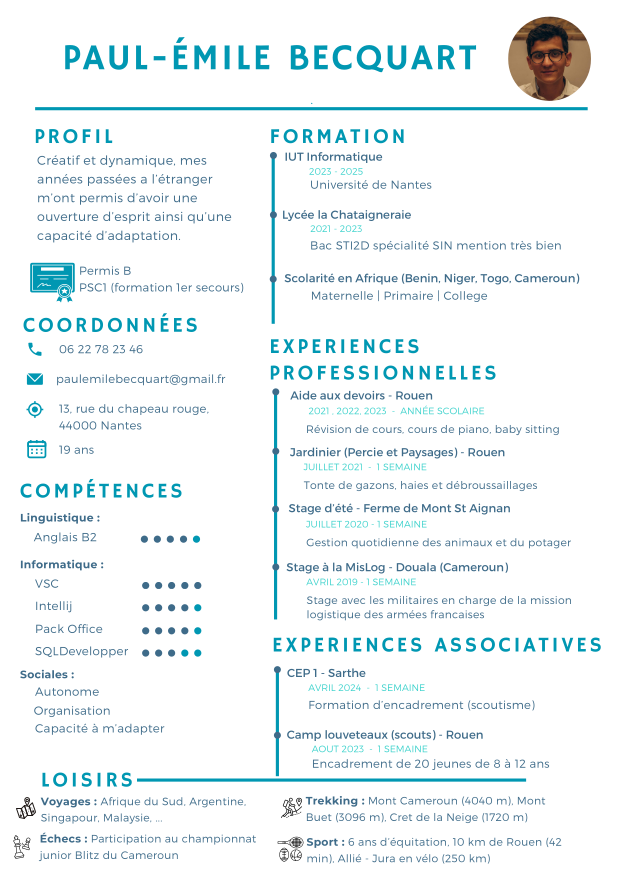 PAUL-ÉMILE BECQUART
PROFIL
Créatif et dynamique, mes
années passées a l'étranger
m'ont permis d'avoir une
ouverture d'esprit ainsi qu'une
capacité d'adaptation.
Permis B
PSC1 (formation 1er secours)
COORDONNÉES
06 22 78 23 46
paulemilebecquart@gmail.fr
13, rue du chapeau rouge,
44000 Nantes
19 ans
COMPÉTENCES
Linguistique :
Anglais B2
Informatique :
VSC
Intellij
Pack Office
SQLDevelopper
Sociales :
Autonome
Organisation
Capacité à m'adapter
FORMATION
IUT Informatique
2023 - 2025
Université de Nantes
Lycée la Chataigneraie
2021 - 2023
Bac STI2D spécialité SIN mention très bien
Scolarité en Afrique (Benin, Niger, Togo, Cameroun)
Maternelle | Primaire | College
EXPERIENCES
PROFESSIONNELLES
Aide aux devoirs - Rouen
2021 , 2022, 2023 - ANNÉE SCOLAIRE
Révision de cours, cours de piano, baby sitting
Jardinier (Percie et Paysages) - Rouen
JUILLET 2021 - 1 SEMAINE
Tonte de gazons, haies et débroussaillages
Stage d'été - Ferme de Mont St Aignan
JUILLET 2020 - 1 SEMAINE
Gestion quotidienne des animaux et du potager
Stage à la MisLog - Douala (Cameroun)
AVRIL 2019 - 1 SEMAINE
Stage avec les militaires en charge de la mission
logistique des armées francaises
EXPERIENCES ASSOCIATIVES
CEP 1 - Sarthe
AVRIL 2024 - 1 SEMAINE
Formation d'encadrement (scoutisme)
Camp louveteaux (scouts) - Rouen
AOUT 2023 - 1 SEMAINE
Encadrement de 20 jeunes de 8 à 12 ans
LOISIRS
Voyages : Afrique du Sud, Argentine,
Singapour, Malaysie, ...
Échecs : Participation au championnat
junior Blitz du Cameroun
Trekking : Mont Cameroun (4040 m), Mont
Buet (3096 m), Cret de la Neige (1720 m)
Sport : 6 ans d'équitation, 10 km de Rouen (42
min), Allié - Jura en vélo (250 km)